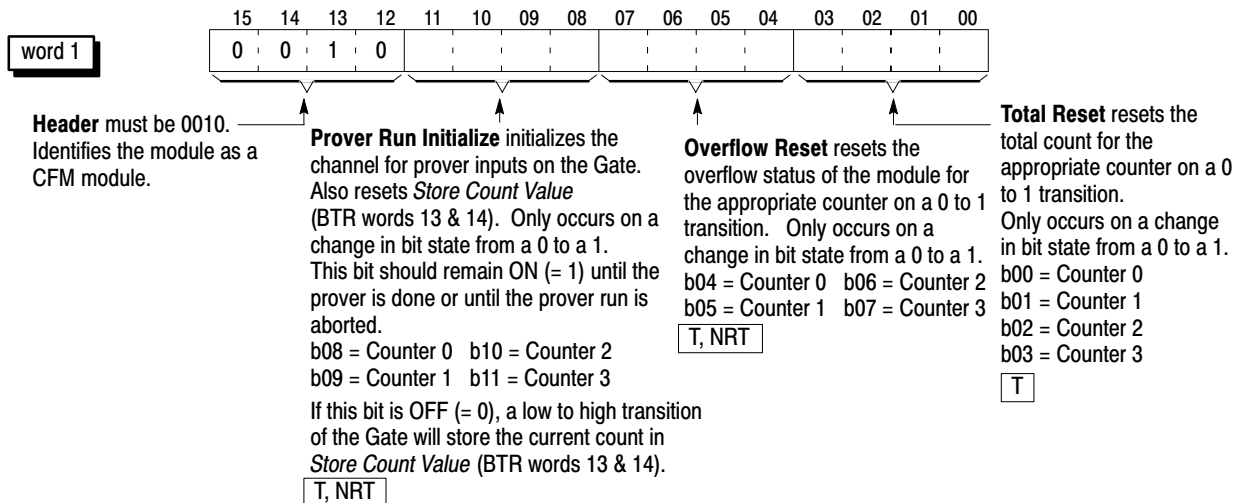 15 14 13 12 11 10 09 08 07 06 05 04 03 02 01 00
word 1
0 0 1 0
Header must be 0010.
Identifies the module as a
CFM module.
Prover Run Initialize initializes the
channel for prover inputs on the Gate.
Also resets Store Count Value
(BTR words 13 & 14). Only occurs on a
change in bit state from a 0 to a 1.
This bit should remain ON (= 1) until the
prover is done or until the prover run is
aborted.
b08 = Counter 0 b10 = Counter 2
b09 = Counter 1 b11 = Counter 3
If this bit is OFF (= 0), a low to high transition
of the Gate will store the current count in
Store Count Value (BTR words 13 & 14).
T, NRT
Overflow Reset resets the
overflow status of the module for
the appropriate counter on a 0 to 1
transition. Only occurs on a
change in bit state from a 0 to a 1.
b04 = Counter 0 b06 = Counter 2
b05 = Counter 1 b07 = Counter 3
T, NRT
Total Reset resets the
total count for the
appropriate counter on a 0
to 1 transition.
Only occurs on a change
in bit state from a 0 to a 1.
b00 = Counter 0
b01 = Counter 1
b02 = Counter 2
b03 = Counter 3
T